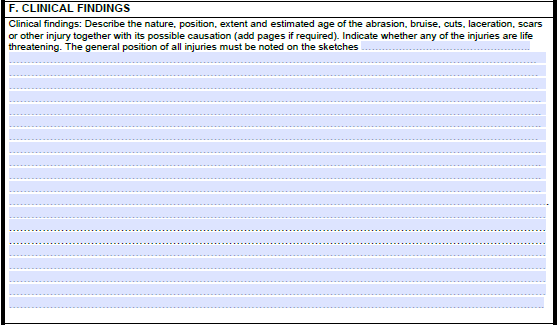 F. CLINICAL FINDINGS
Clinical findings: Describe the nature, position, extent and estimated age of the abrasion, bruise, cuts, laceration, scars
or other injury together with its possible causation (add pages if required). Indicate whether any of the injuries are life
threatening. The general position of all injuries must be noted on the sketches